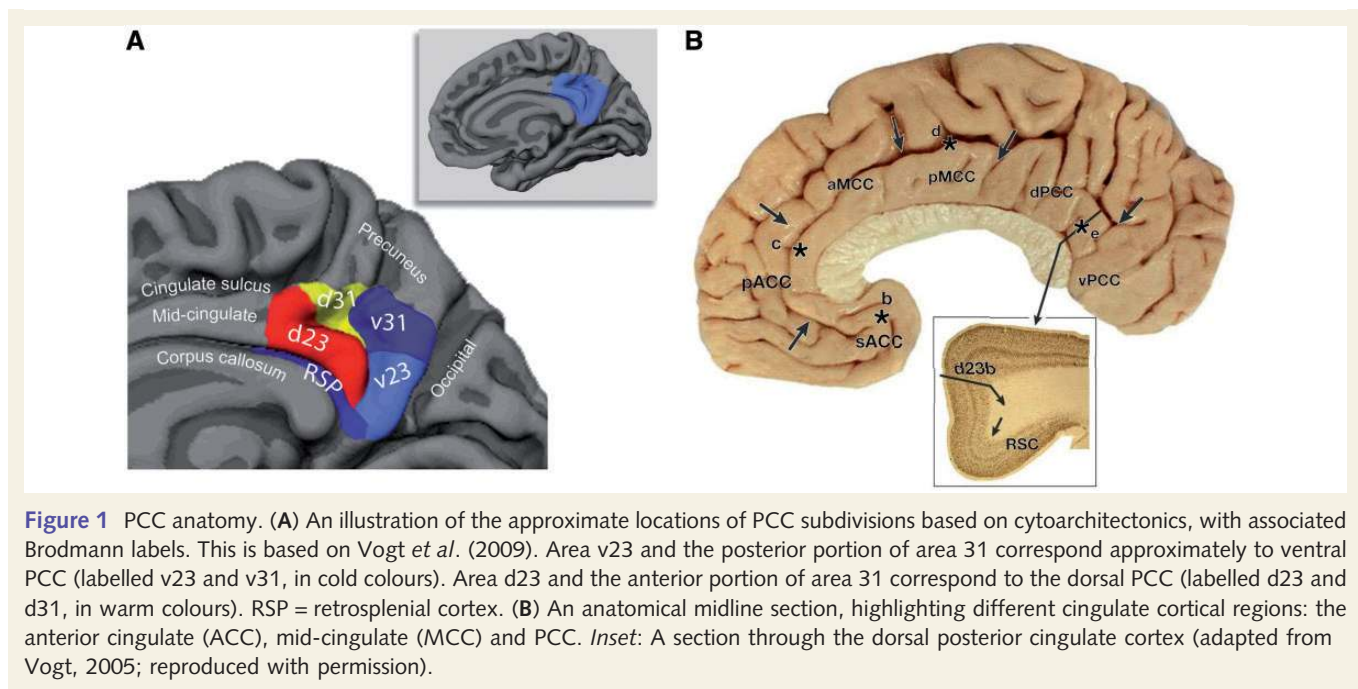 A
Precuneus
Cingulate sulcus
Mid-cingulate
Corpus callosum
d31
v31
d23
RSP
v23
Occipital
B
d
aMCC
pMCC
dPCC
c
e
pACC
vPCC
b
sACC
d23b
RSC
Figure 1 PCC anatomy. (A) An illustration of the approximate locations of PCC subdivisions based on cytoarchitectonics, with associated
Brodmann labels. This is based on Vogt et al. (2009). Area v23 and the posterior portion of area 31 correspond approximately to ventral
PCC (labelled v23 and v31, in cold colours). Area d23 and the anterior portion of area 31 correspond to the dorsal PCC (labelled d23 and
d31, in warm colours). RSP = retrosplenial cortex. (B) An anatomical midline section, highlighting different cingulate cortical regions: the
anterior cingulate (ACC), mid-cingulate (MCC) and PCC. Inset: A section through the dorsal posterior cingulate cortex (adapted from
Vogt, 2005; reproduced with permission).